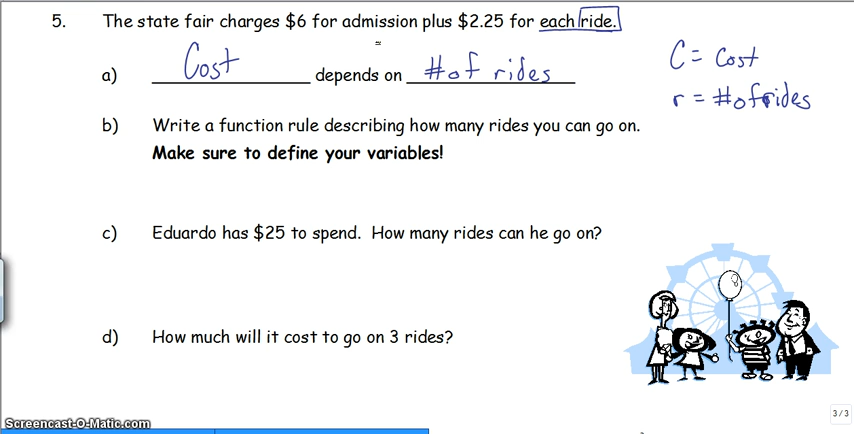 5. The state fair charges $6 for admission plus $2.25 for each ride.
C = Cost
a) Cost depends on # of rides
r = # of rides
b) Write a function rule describing how many rides you can go on.
Make sure to define your variables!
c) Eduardo has $25 to spend. How many rides can he go on?
d) How much will it cost to go on 3 rides?
3 / 3
Screencast-O-Matic.com